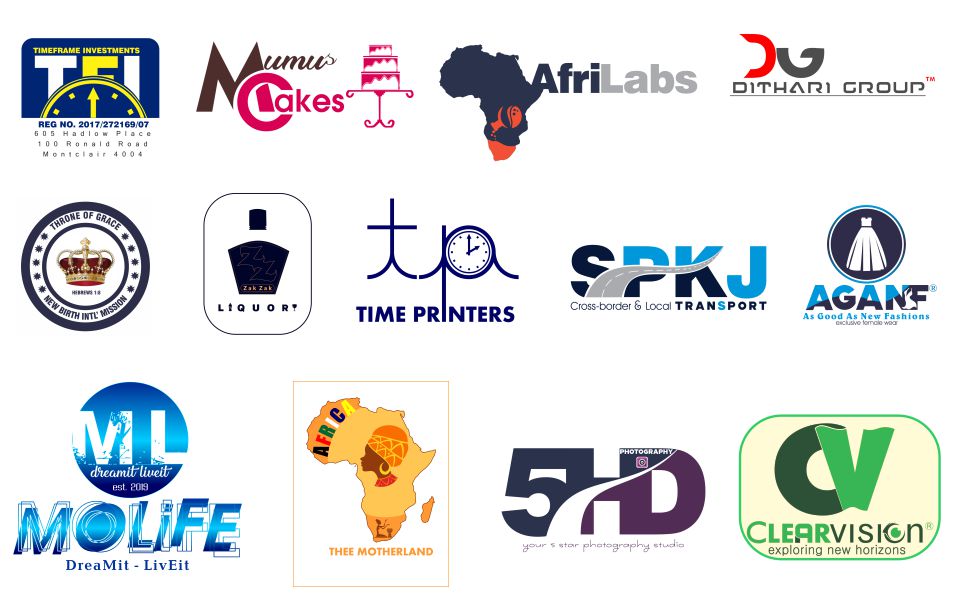 TIMEFRAME INVESTMENTS
TFI
REG NO. 2017/272169/07
605 Hadlow Place
100 Ronald Road
Montclair 4004
Mumus
Cakes
AfriLabs
DG
DITHARI GROUP™
THRONE OF GRACE
HEBREWS 1:8
NEW BIRTH INTL' MISSION
ZZ
Zak Zak
LIQUORY
tp
TIME PRINTERS
SPKJ
Cross-border & Local TRANSPORT
AGANF®
As Good As New Fashions
exclusive female wear
ML
dreamit liveit
est. 2019
MOLiFE
DreaMit - LivEit
AFRICA
THEE MOTHERLAND
5HD
PHOTOGRAPHY
your 5 star photography studio
CV
CLEARVISION®
exploring new horizons